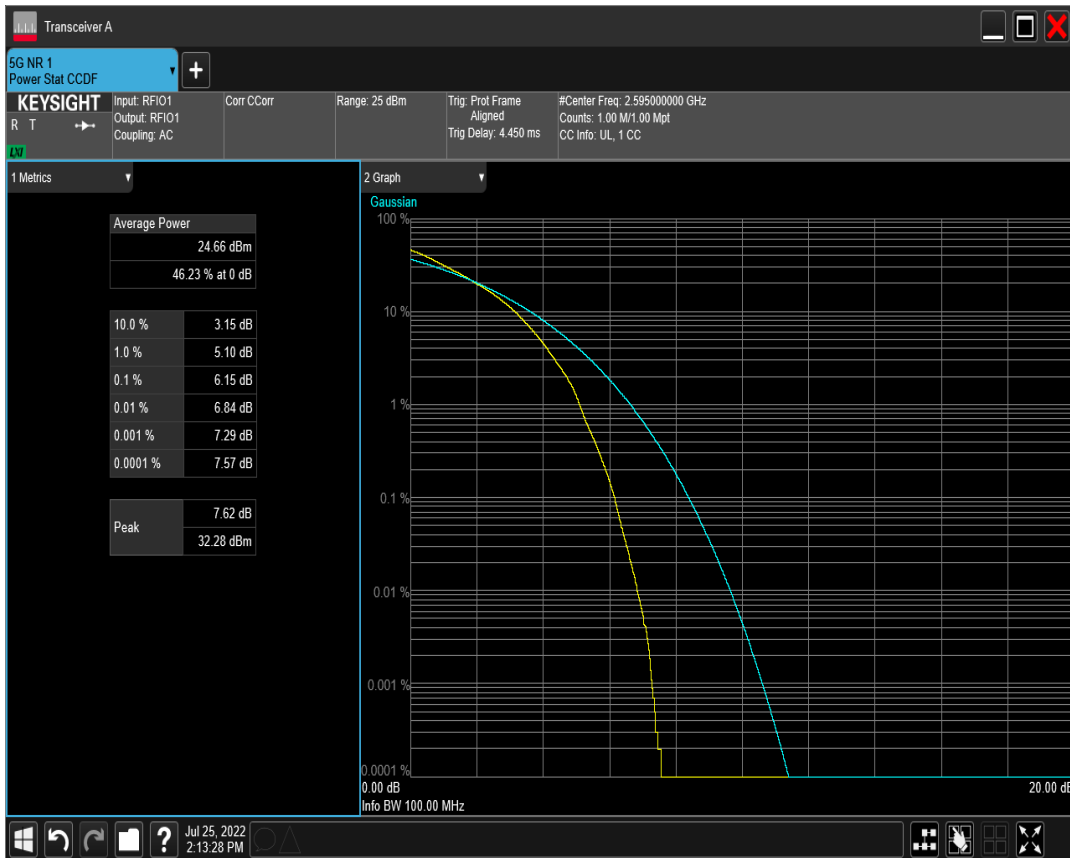 Transceiver A
5G NR 1
Power Stat CCDF
KEYSIGHT
R T
LXI
Input: RFIO1
Output: RFIO1
Coupling: AC
Corr CCorr
Range: 25 dBm
Trig: Prot Frame
Aligned
Trig Delay: 4.450 ms
#Center Freq: 2.595000000 GHz
Counts: 1.00 M/1.00 Mpt
CC Info: UL, 1 CC
1 Metrics
Average Power
24.66 dBm
46.23 % at 0 dB
10.0 % 3.15 dB
1.0 % 5.10 dB
0.1 % 6.15 dB
0.01 % 6.84 dB
0.001 % 7.29 dB
0.0001 % 7.57 dB
Peak
7.62 dB
32.28 dBm
2 Graph
Gaussian
100 %
10 %
1 %
0.1 %
0.01 %
0.001 %
0.0001 %
0.00 dB 20.00 dB
Info BW 100.00 MHz
?
Jul 25, 2022
2:13:28 PM